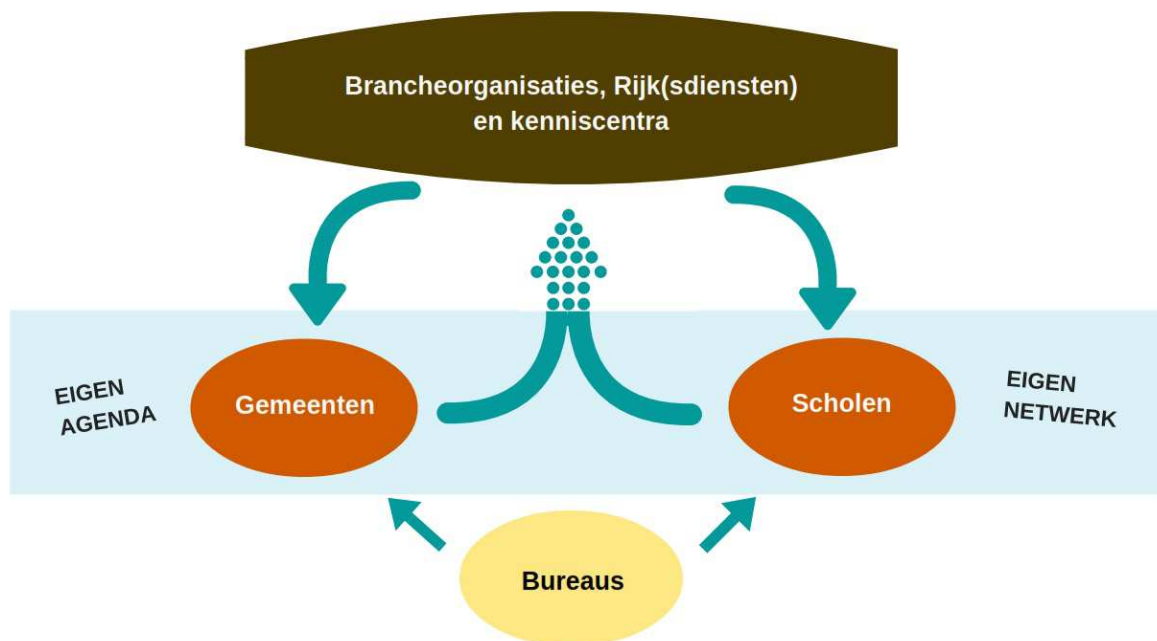 Brancheorganisaties, Rijk(sdiensten)
en kenniscentra
EIGEN
AGENDA
Gemeenten
Scholen
EIGEN
NETWERK
Bureaus